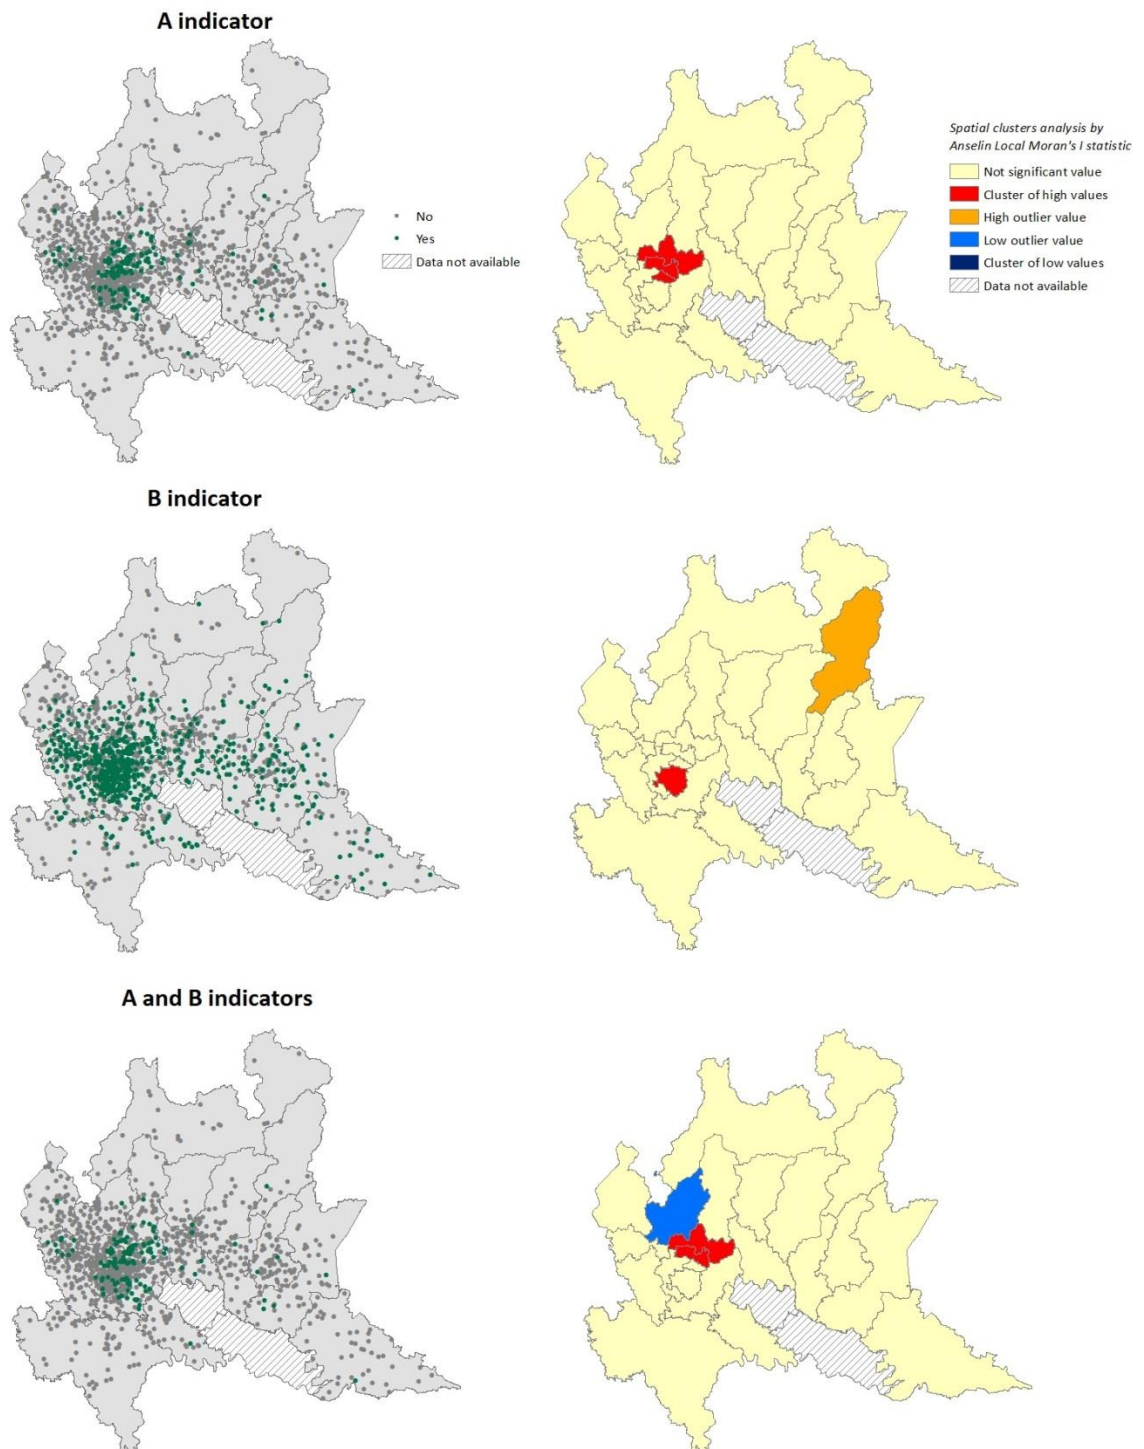 A indicator
No
Yes
Data not available
Spatial clusters analysis by
Anselin Local Moran's I statistic
Not significant value
Cluster of high values
High outlier value
Low outlier value
Cluster of low values
Data not available
B indicator
A and B indicators